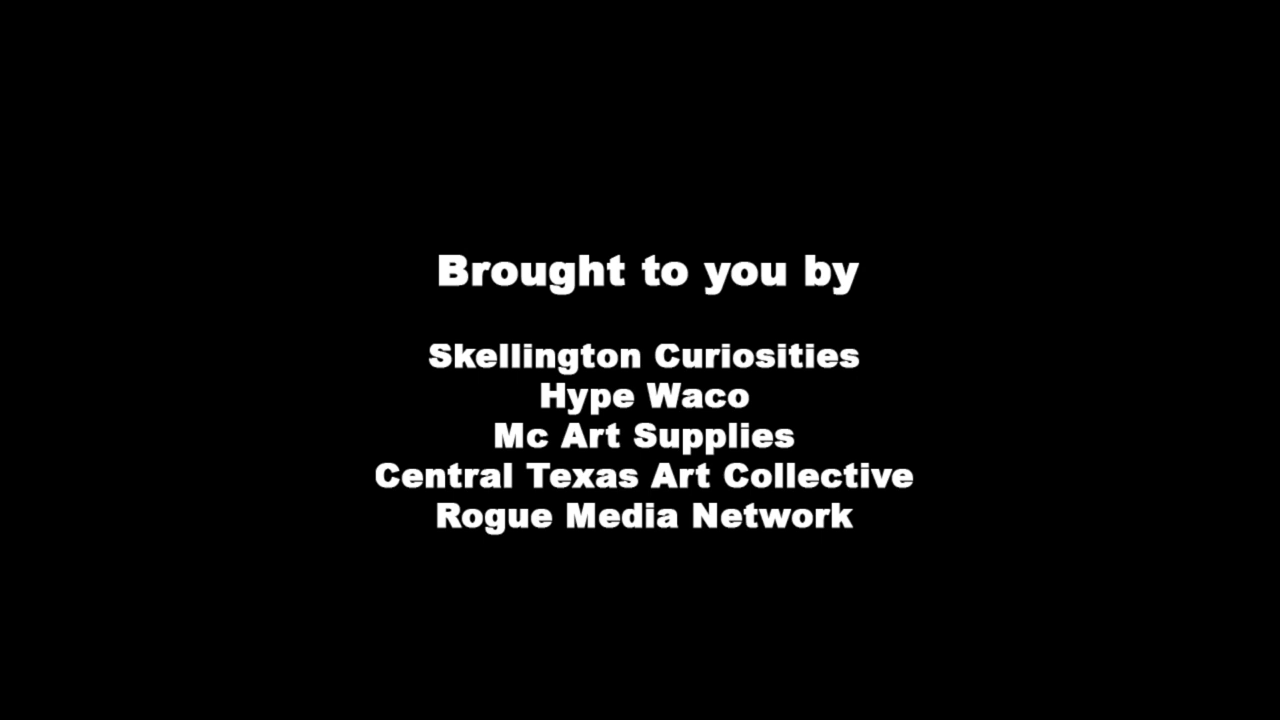 Brought to you by
Skellington Curiosities
Hype Waco
Mc Art Supplies
Central Texas Art Collective
Rogue Media Network